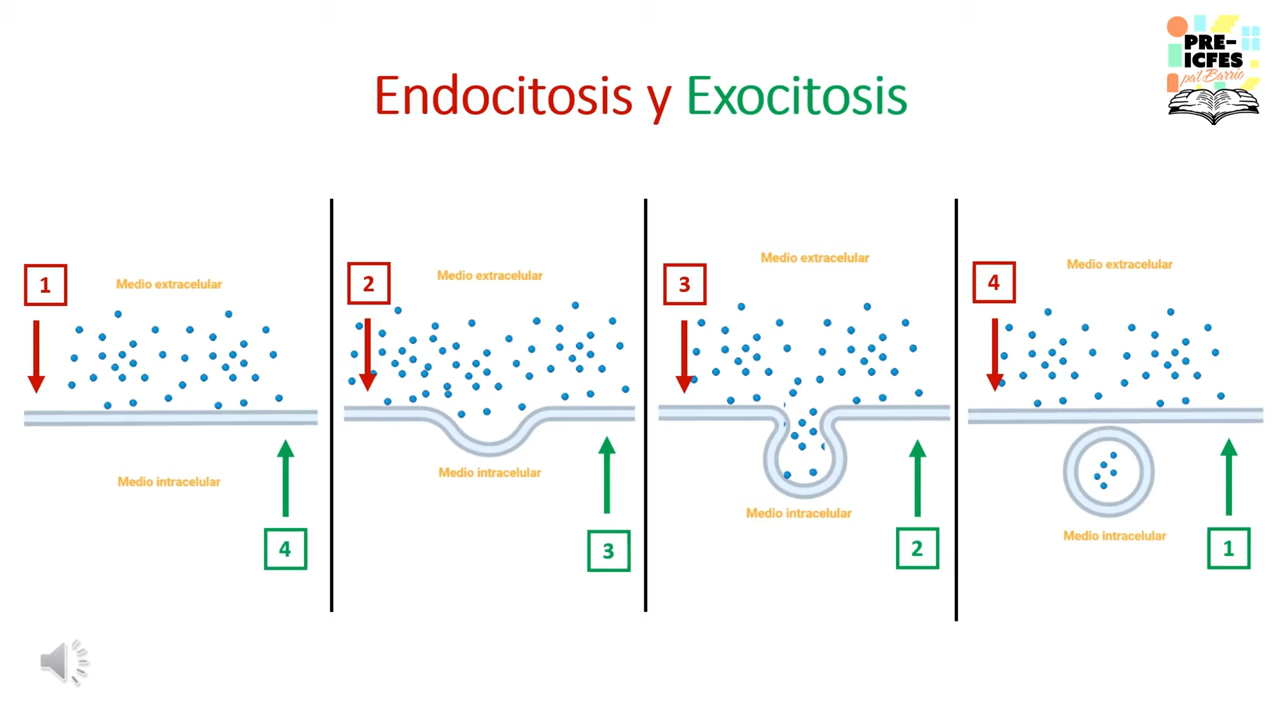 PRE-
ICFES
pa'l Barrio
Endocitosis y Exocitosis
1
Medio extracelular
Medio intracelular
4
2
Medio extracelular
Medio intracelular
3
3
Medio extracelular
Medio intracelular
2
4
Medio extracelular
Medio intracelular
1